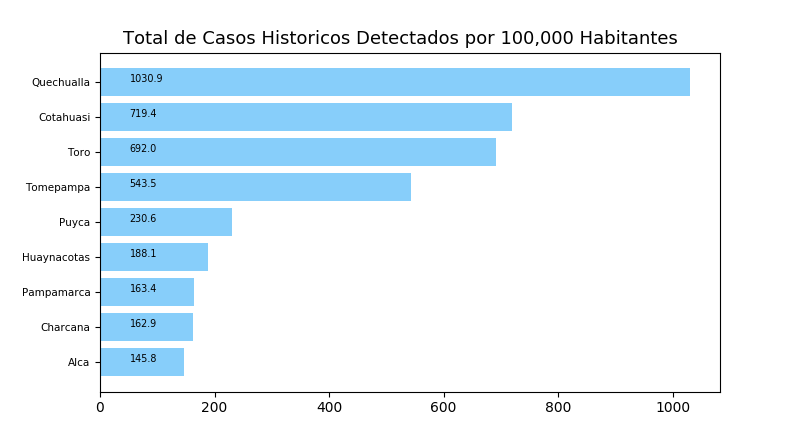 Total de Casos Historicos Detectados por 100,000 Habitantes
Quechualla 1030.9
Cotahuasi 719.4
Toro 692.0
Tomepampa 543.5
Puyca 230.6
Huaynacotas 188.1
Pampamarca 163.4
Charcana 162.9
Alca 145.8
0 200 400 600 800 1000